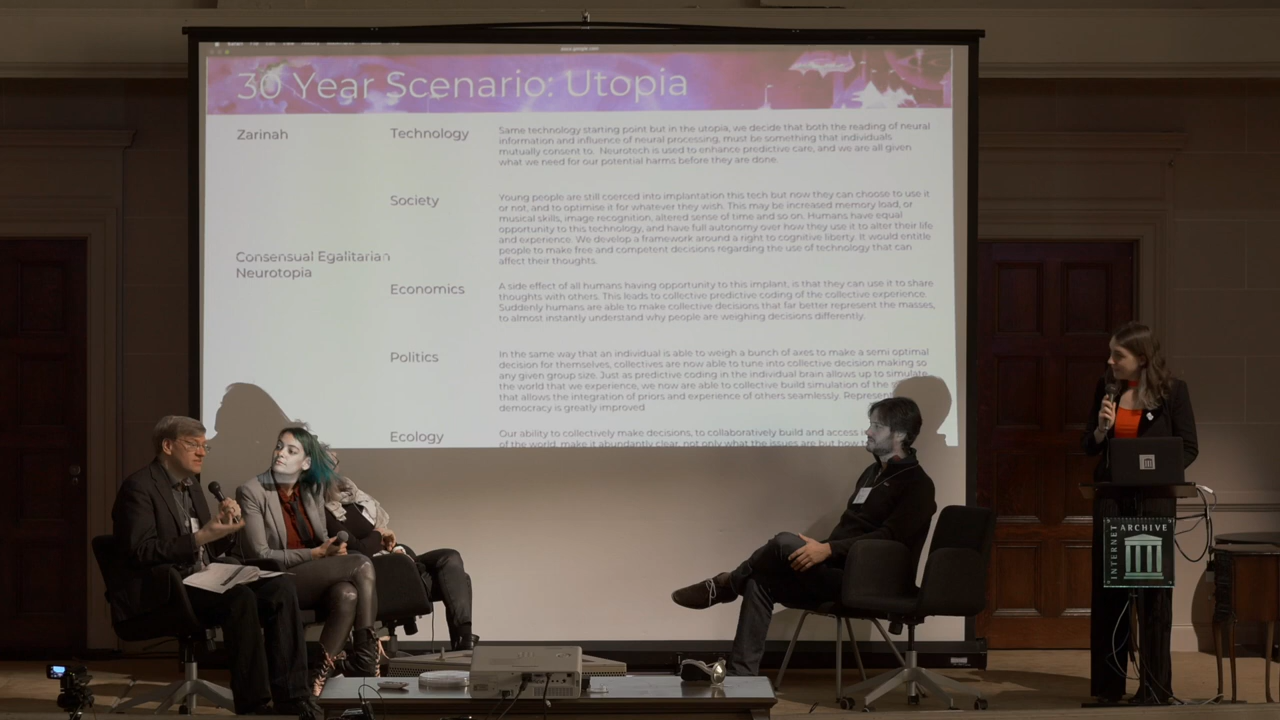 www.google.com
30 Year Scenario: Utopia
Zarinah
Technology
Same technology starting point but in the utopia, we decide that both the reading of neural
information and influence of neural processing, must be something that individuals
mutually consent to. Neurotech is used to enhance predictive care, and we are all given
what we need for our potential harms before they are done.
Society
Young people are still coerced into implantation this tech but now they can choose to use it
or not, and to optimise it for whatever they wish. This may be increased memory load, or
musical skills, image recognition, altered sense of time and so on. Humans have equal
opportunity to this technology, and have full autonomy over how they use it to alter their life
and experience. We develop a framework around a right to cognitive liberty. It would entitle
people to make free and competent decisions regarding the use of technology that can
affect their thoughts.
Consensual Egalitarian
Neurotopia
Economics
A side effect of all humans having opportunity to this implant, is that they can use it to share
thoughts with others. This leads to collective predictive coding of the collective experience.
Suddenly humans are able to make collective decisions that far better represent the masses,
to almost instantly understand why people are weighing decisions differently.
Politics
In the same way that an individual is able to weigh a bunch of axes to make a semi optimal
decision for themselves, collectives are now able to tune into collective decision making so
any given group size. Just as predictive coding in the individual brain allows up to simulate
the world that we experience, we now are able to collective build simulation of the
that allows the integration of priors and experience of others seamlessly. Represen
democracy is greatly improved
Ecology
Our ability to collectively make decisions, to collaboratively build and access
of the world, make it abundantly clear, not only what the issues are but how
INTERNET
ARCHIVE